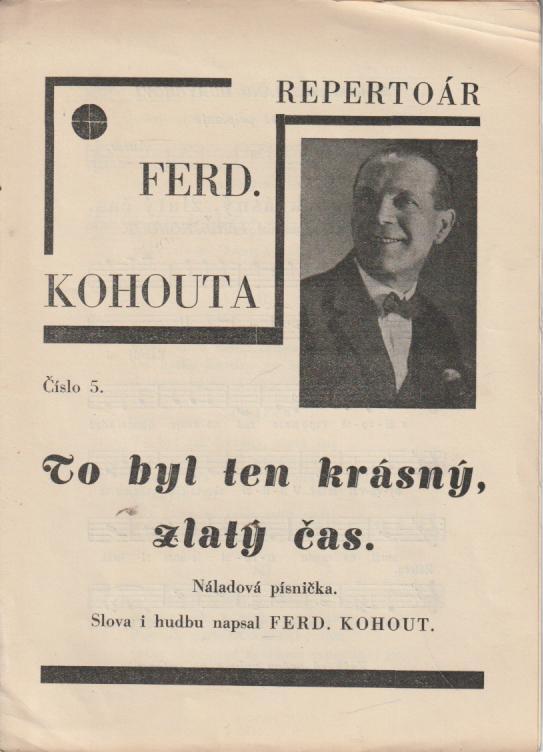 REPERTOÁR
FERD.
KOHOUTA
Číslo 5.
To byl ten krásný,
zlatý čas.
Náladová písnička.
Slova i hudbu napsal FERD. KOHOUT.